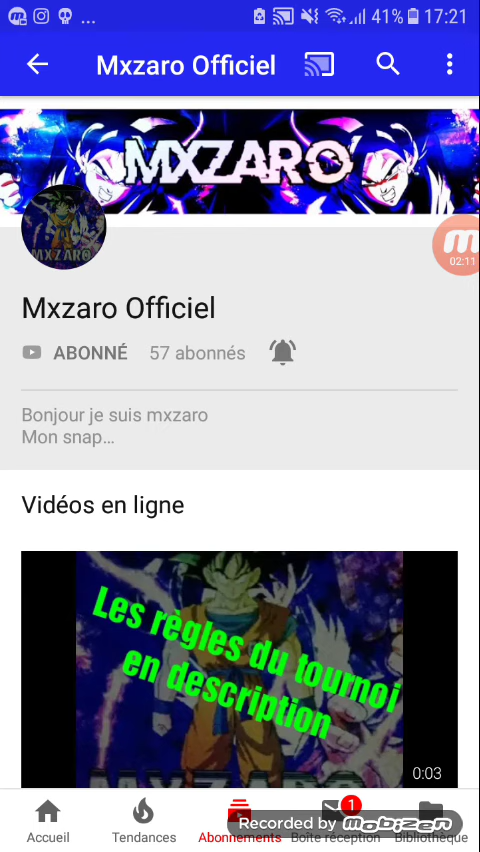 ... 41% 17:21
Mxzaro Officiel
MXZARO
MXZARO
02:11
Mxzaro Officiel
ABONNÉ 57 abonnés
Bonjour je suis mxzaro
Mon snap...
Vidéos en ligne
Les règles du tournoi
en description
MXZARO
0:03
1
Recorded by mobizen
Accueil Tendances Abonnements Boîte réception Bibliothèque